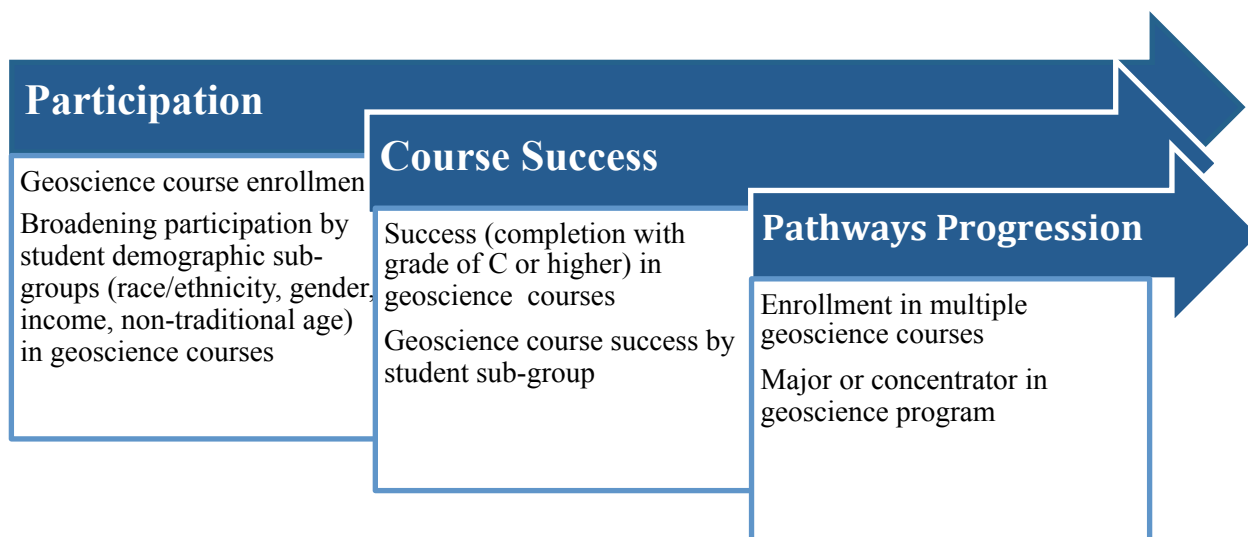 Participation
Geoscience course enrollmen
Broadening participation by
student demographic sub-
groups (race/ethnicity, gender,
income, non-traditional age)
in geoscience courses
Course Success
Success (completion with
grade of C or higher) in
geoscience courses
Geoscience course success by
student sub-group
Pathways Progression
Enrollment in multiple
geoscience courses
Major or concentrator in
geoscience program